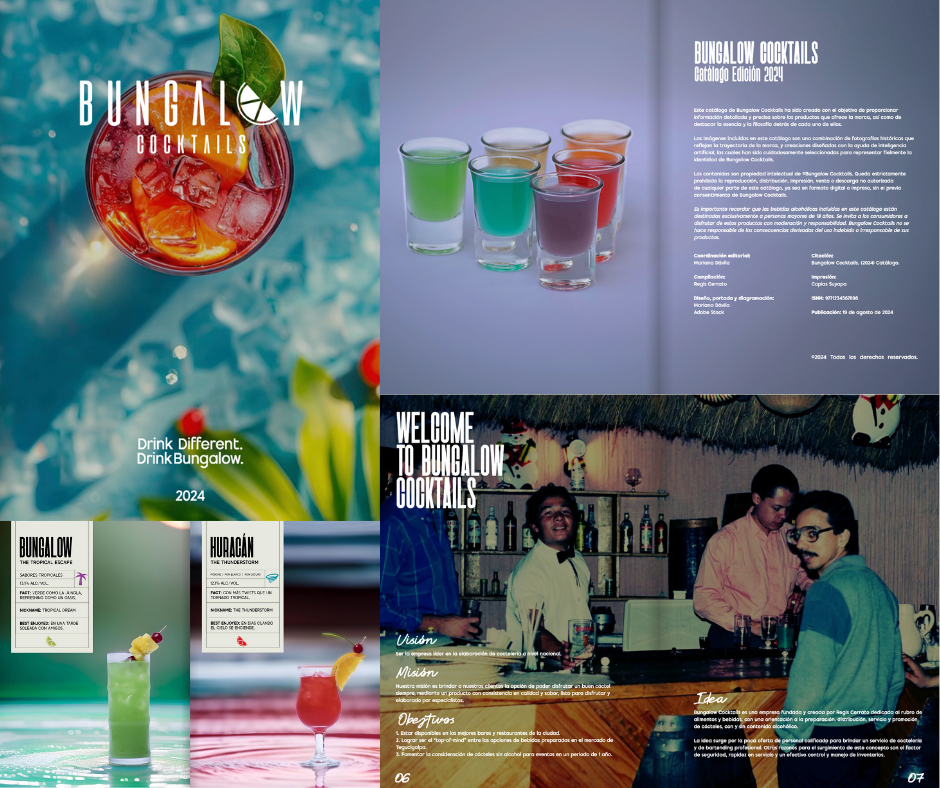 BUNGALOW
COCKTAILS
Drink Different.
DrinkBungalow.
2024
BUNGALOW COCKTAILS
Catálogo Edición 2024
Este catálogo de Bungalow Cocktails ha sido creado con el objetivo de proporcionar
información detallada y precisa sobre los productos que ofrece la marca, así como de
destacar la esencia y la filosofía detrás de cada uno de ellos.
Las imágenes incluidas en este catálogo son una combinación de fotografías históricas que
reflejan la trayectoria de la marca, y creaciones diseñadas con la ayuda de inteligencia
artificial, las cuales han sido cuidadosamente seleccionadas para representar fielmente la
identidad de Bungalow Cocktails.
Los contenidos son propiedad intelectual de ®Bungalow Cocktails. Queda estrictamente
prohibida la reproducción, distribución, impresión, venta o descarga no autorizada
de cualquier parte de este catálogo, ya sea en formato digital o impreso, sin el previo
consentimiento de Bungalow Cocktails.
Es importante recordar que las bebidas alcohólicas incluidas en este catálogo están
destinadas exclusivamente a personas mayores de 18 años. Se invita a los consumidores a
disfrutar de estos productos con moderación y responsabilidad. Bungalow Cocktails no se
hace responsable de las consecuencias derivadas del uso indebido o irresponsable de sus
productos.
Coordinación editorial:
Mariana Dávila
Compilación:
Regis Cerrato
Diseño, portada y diagramación:
Mariana Dávila
Adobe Stock
Citación:
Bungalow Cocktails, (2024) Catálogo.
Impresión:
Copias Suyapa
ISBN: 9771234567898
Publicación: 19 de agosto de 2024
©2024 Todos los derechos reservados.
WELCOME
TO BUNGALOW
COCKTAILS
Visión
Ser la empresa líder en la elaboración de coctelería a nivel nacional.
Misión
Nuestra misión es brindar a nuestros clientes la opción de poder disfrutar un buen cóctel
siempre, mediante un producto con consistencia en calidad y sabor, listo para disfrutar y
elaborado por especialistas.
Obejtivos
1. Estar disponibles en los mejores bares y restaurantes de la ciudad.
2. Lograr ser el "top-of-mind" entre las opciones de bebidas preparadas en el mercado de
Tegucigalpa.
3. Fomentar la consideración de cócteles sin alcohol para eventos en un periodo de 1 año.
06
Idea
Bungalow Cocktails es una empresa fundada y creada por Regis Cerrato dedicada al rubro de
alimentos y bebidas, con una orientación a la preparación, distribución, servicio y promoción,
de cócteles, con y sin contenido alcohólico.
La idea surge por la poca oferta de personal calificado para brindar un servicio de coctelería
y de bartending profesional. Otras razones para el surgimiento de este concepto son el factor
de seguridad, rapidez en servicio y un efectivo control y manejo de inventarios.
07
BUNGALOW
THE TROPICAL ESCAPE
SABORES TROPICALES
13.5% ALC/VOL.
FACT: VERDE COMO LA JUNGLA,
REFRESHING COMO UN OASIS.
NICKNAME: TROPICAL DREAM
BEST ENJOYED: EN UNA TARDE
SOLEADA CON AMIGOS.
HURACÁN
THE THUNDERSTORM
12.1% ALC/VOL.
FACT: CON MÁS TWISTS QUE UN
TORNADO TROPICAL.
NICKNAME: THE THUNDERSTORM
BEST ENJOYED: EN DÍAS CUANDO
EL CIELO SE ENCIENDE.